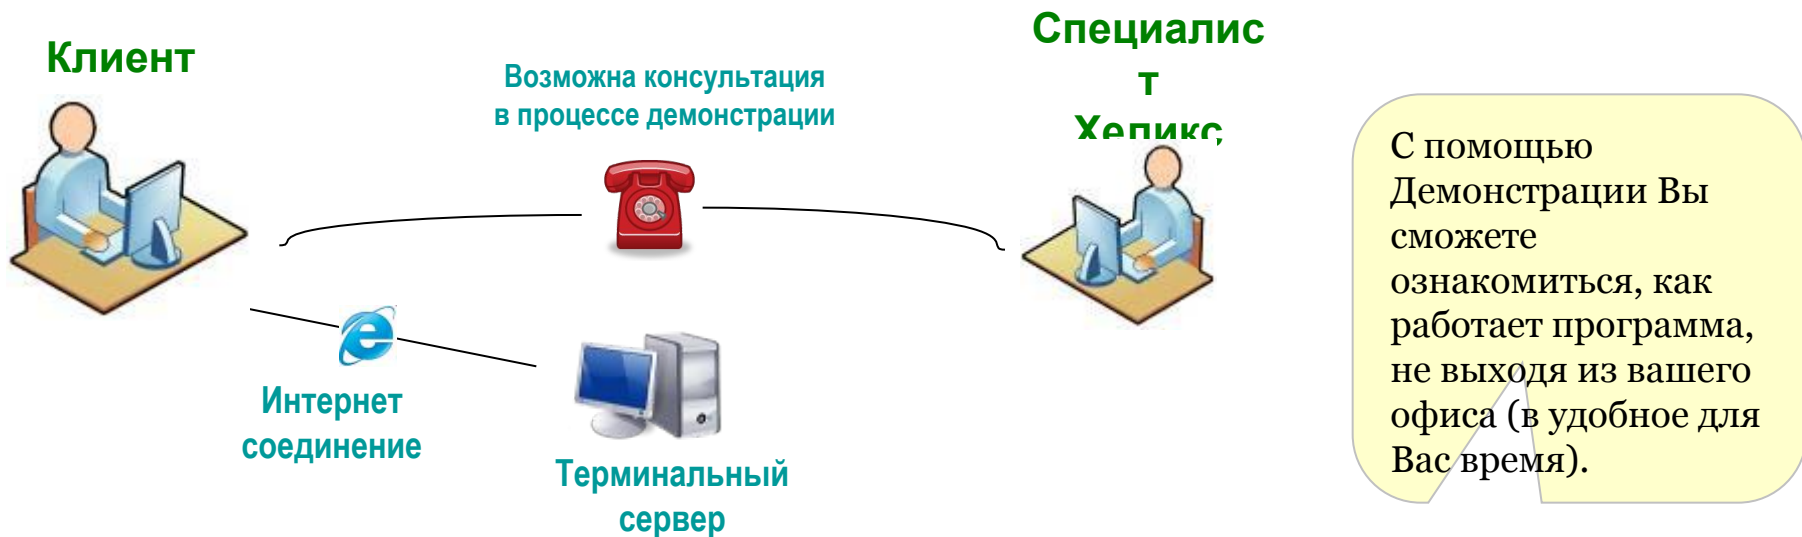 Клиент
Возможна консультация
в процессе демонстрации
Специалис
т
Хеликс
С помощью
Демонстрации Вы
сможете
ознакомиться, как
работает программа,
не выходя из вашего
офиса (в удобное для
Вас время).
Интернет
соединение
Терминальный
сервер